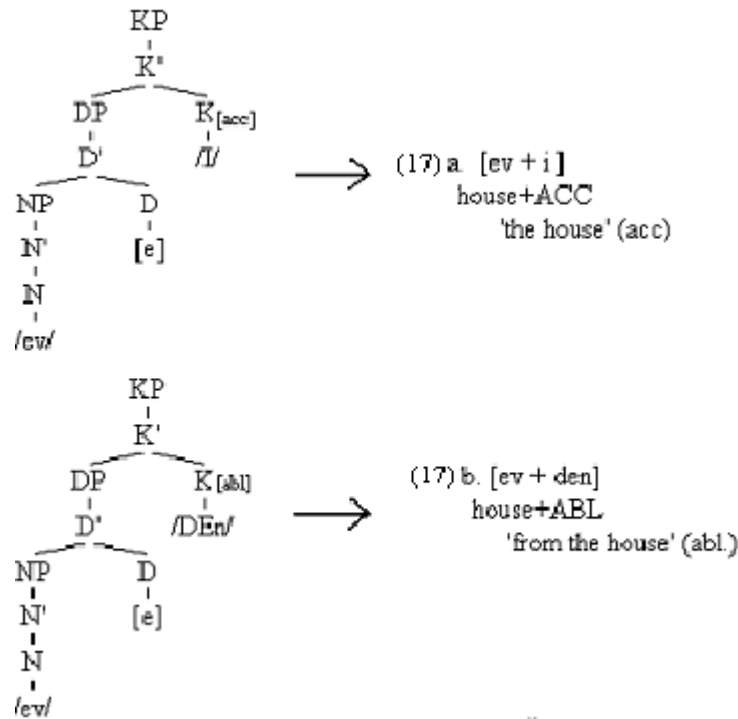 KP
K'
DP K[acc]
D' /I/
(17) a. [ev + i]
house+ACC
'the house' (acc)
NP D
N' [e]
N
/ev/
KP
K'
DP K[abl]
D' /DEn/
(17) b. [ev + den]
house+ABL
'from the house' (abl.)
NP D
N' [e]
N
/ev/